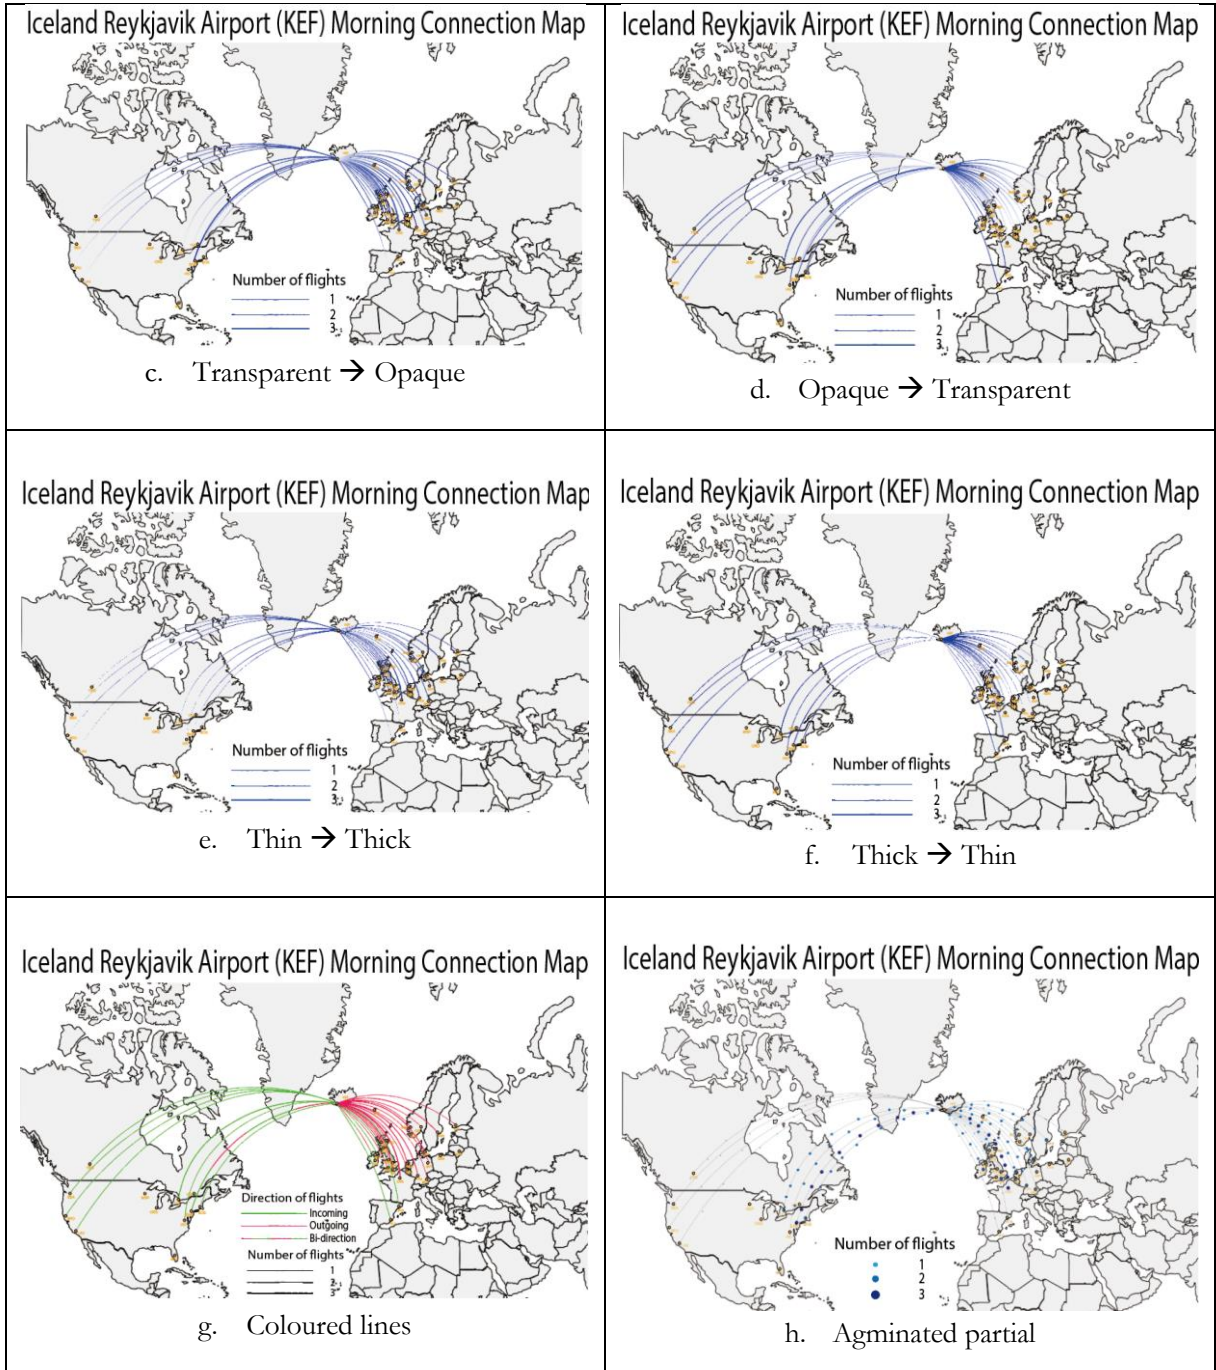 Iceland Reykjavik Airport (KEF) Morning Connection Map
Number of flights
1
2
3
c. Transparent → Opaque
Iceland Reykjavik Airport (KEF) Morning Connection Map
Number of flights
1
2
3
d. Opaque → Transparent
Iceland Reykjavik Airport (KEF) Morning Connection Map
Number of flights
1
2
3
e. Thin → Thick
Iceland Reykjavik Airport (KEF) Morning Connection Map
Number of flights
1
2
3
f. Thick → Thin
Iceland Reykjavik Airport (KEF) Morning Connection Map
Direction of flights
Incoming
Outgoing
Bi-direction
Number of flights
1
2
3
g. Coloured lines
Iceland Reykjavik Airport (KEF) Morning Connection Map
Number of flights
1
2
3
h. Agminated partial